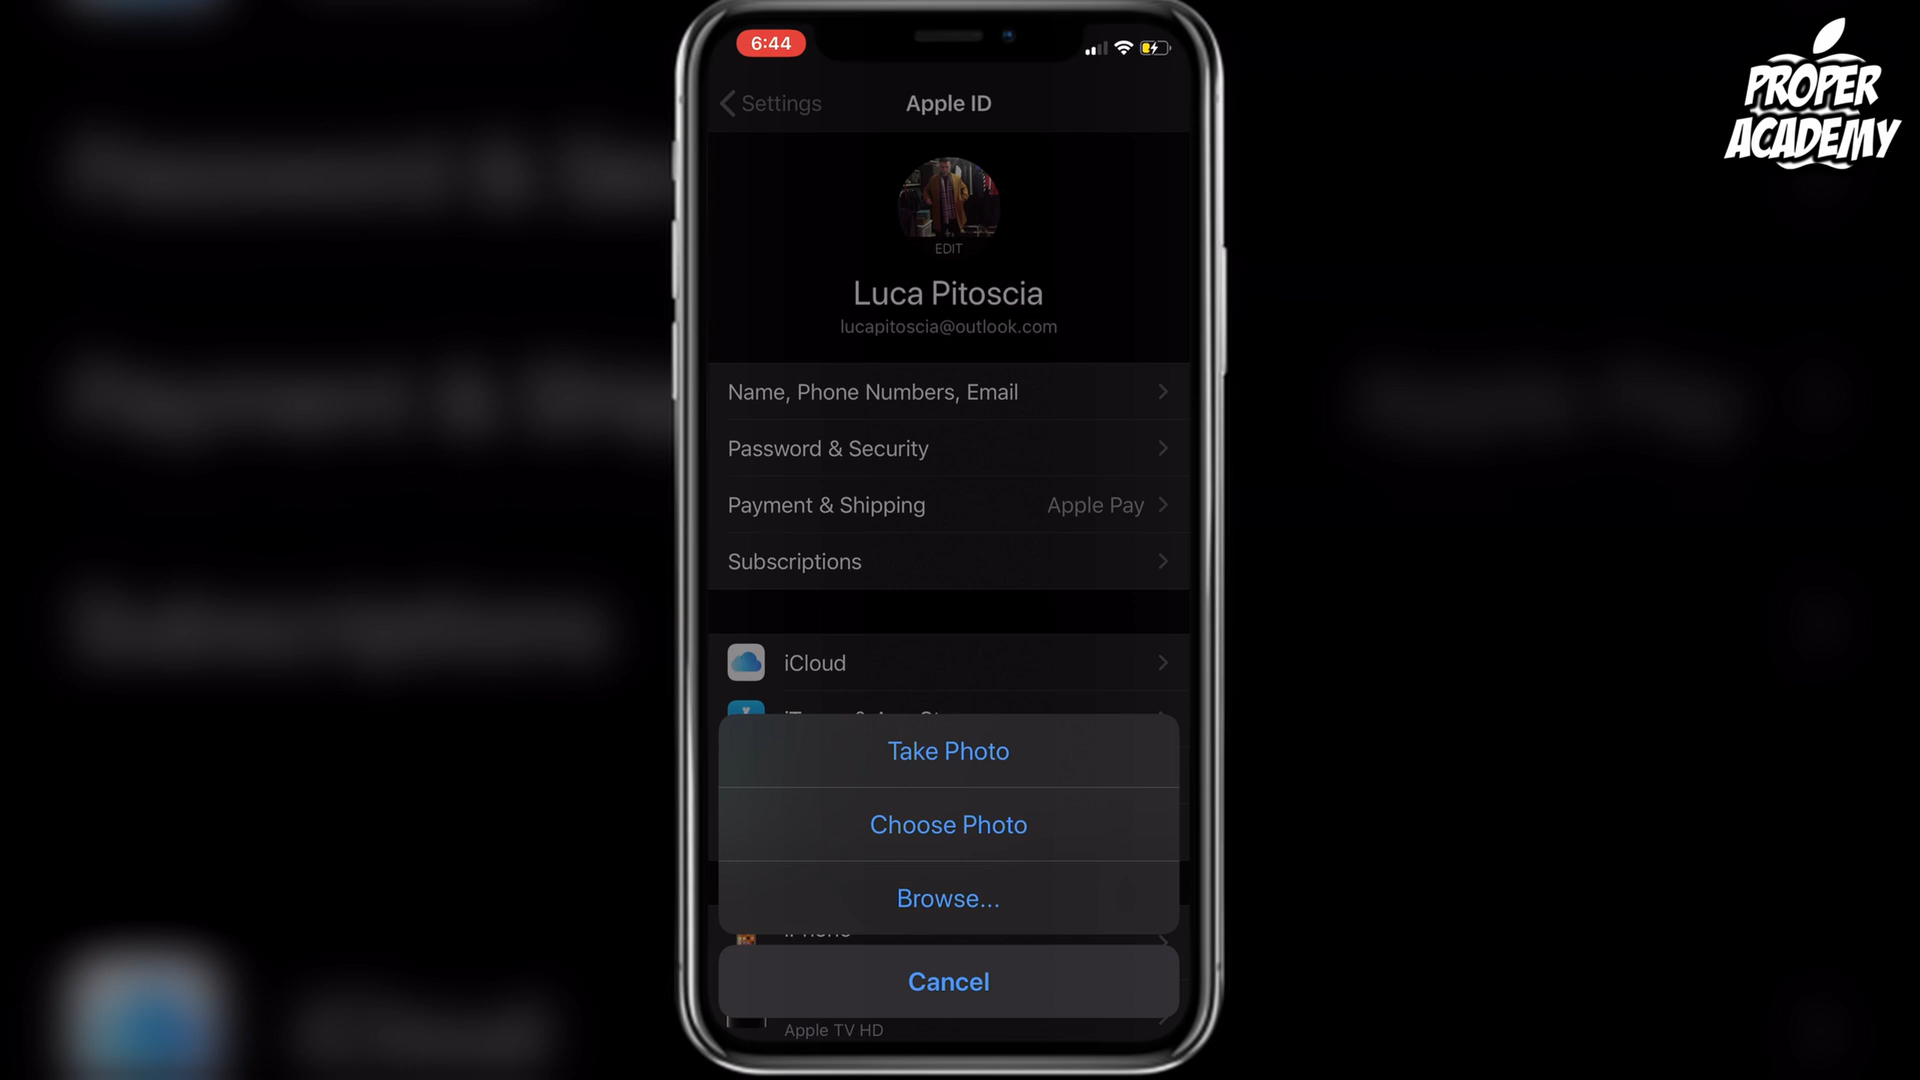 6:44
PROPER
ACADEMY
Settings
Apple ID
EDIT
Luca Pitoscia
lucapitoscia@outlook.com
Name, Phone Numbers, Email
Password & Security
Payment & Shipping Apple Pay
Subscriptions
iCloud
Take Photo
Choose Photo
Browse...
Cancel
Apple TV HD